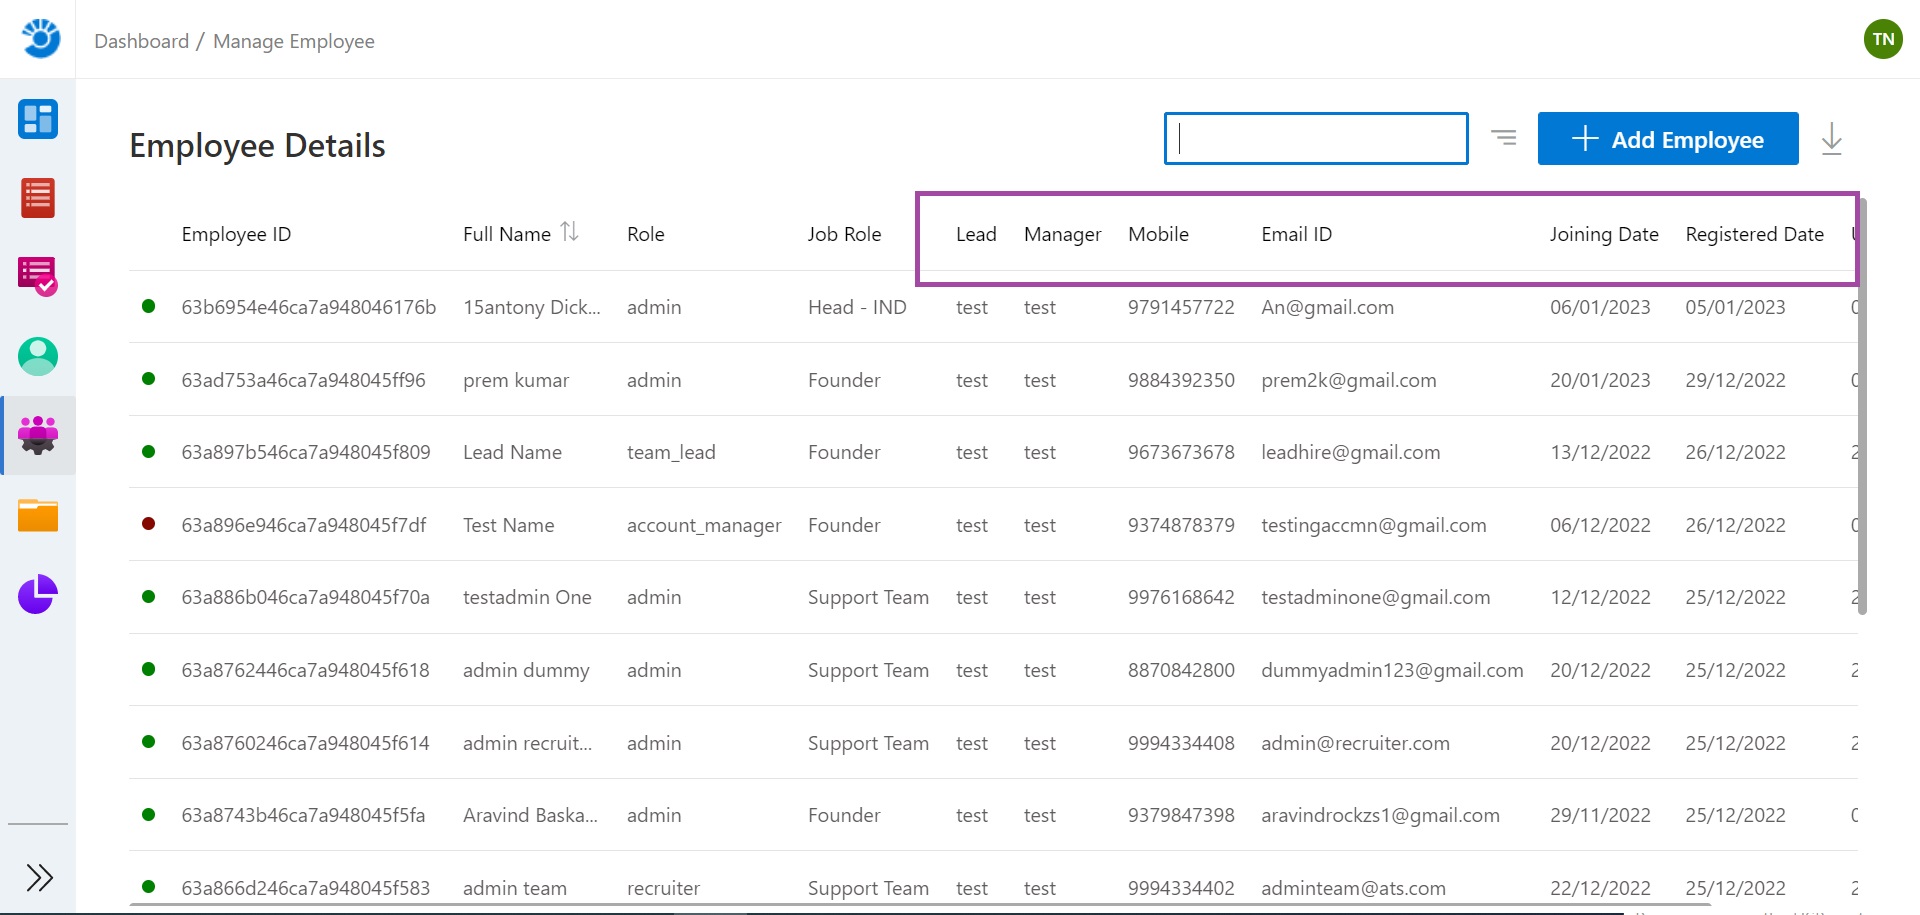 Dashboard / Manage Employee
TN
Employee Details
Add Employee
Employee ID Full Name Role Job Role Lead Manager Mobile Email ID Joining Date Registered Date
63b6954e46ca7a948046176b 15antony Dick... admin Head - IND test test 9791457722 An@gmail.com 06/01/2023 05/01/2023
63ad753a46ca7a948045ff96 prem kumar admin Founder test test 9884392350 prem2k@gmail.com 20/01/2023 29/12/2022
63a897b546ca7a948045f809 Lead Name team_lead Founder test test 9673673678 leadhire@gmail.com 13/12/2022 26/12/2022
63a896e946ca7a948045f7df Test Name account_manager Founder test test 9374878379 testingaccmn@gmail.com 06/12/2022 26/12/2022
63a886b046ca7a948045f70a testadmin One admin Support Team test test 9976168642 testadminone@gmail.com 12/12/2022 25/12/2022
63a8762446ca7a948045f618 admin dummy admin Support Team test test 8870842800 dummyadmin123@gmail.com 20/12/2022 25/12/2022
63a8760246ca7a948045f614 admin recruit... admin Support Team test test 9994334408 admin@recruiter.com 20/12/2022 25/12/2022
63a8743b46ca7a948045f5fa Aravind Baska... admin Founder test test 9379847398 aravindrockzs1@gmail.com 29/11/2022 25/12/2022
63a866d246ca7a948045f583 admin team recruiter Support Team test test 9994334402 adminteam@ats.com 22/12/2022 25/12/2022